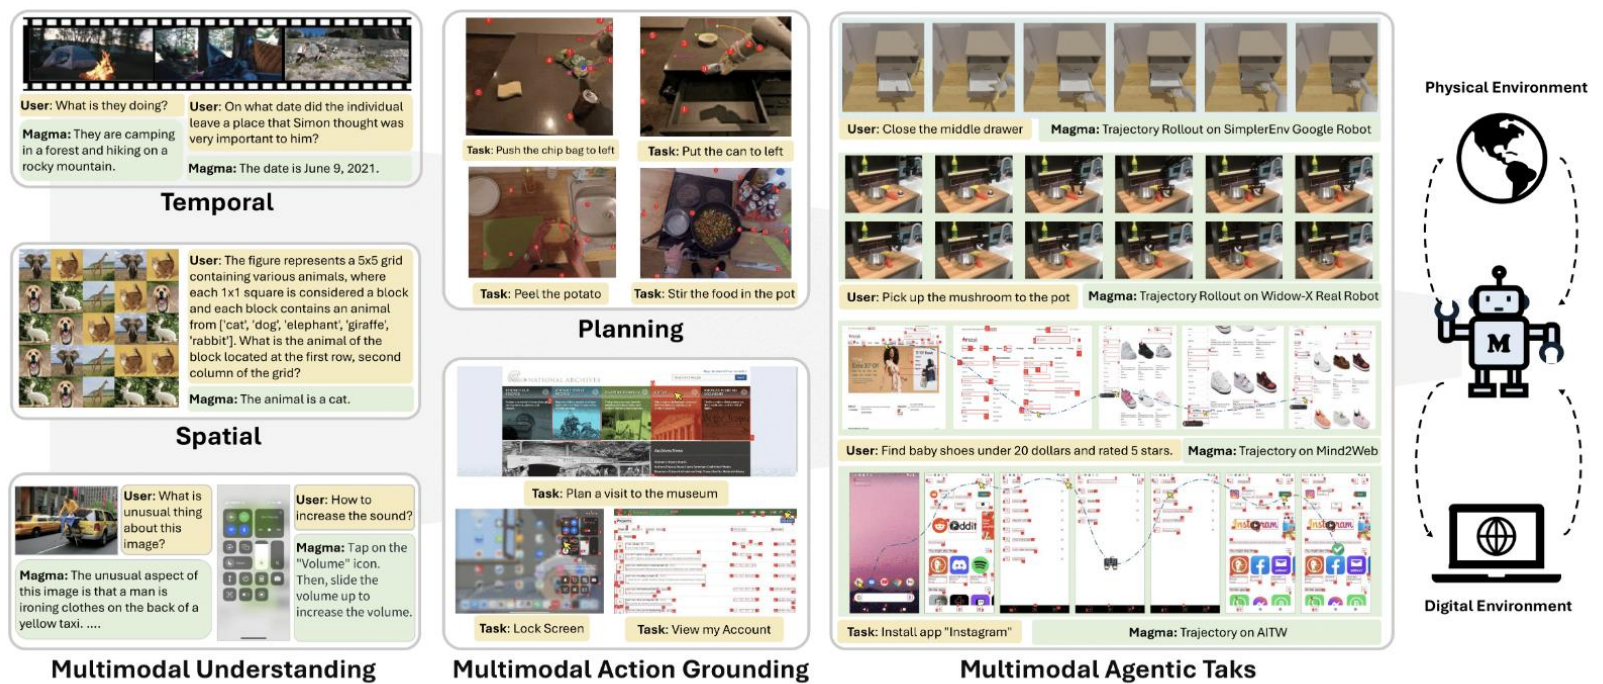 User: What is they doing?
Magma: They are camping
in a forest and hiking on a
rocky mountain.
User: On what date did the individual
leave a place that Simon thought was
very important to him?
Magma: The date is June 9, 2021.
Temporal
User: The figure represents a 5x5 grid
containing various animals, where
each 1x1 square is considered a block
and each block contains an animal
from ['cat', 'dog', 'elephant', 'giraffe',
'rabbit']. What is the animal of the
block located at the first row, second
column of the grid?
Magma: The animal is a cat.
Spatial
User: What is
unusual thing
about this
image?
Magma: The unusual aspect of
this image is that a man is
ironing clothes on the back of a
yellow taxi. ....
User: How to
increase the sound?
Magma: Tap on the
"Volume" icon.
Then, slide the
volume up to
increase the volume.
Multimodal Understanding
Task: Push the chip bag to left
Task: Put the can to left
Task: Peel the potato
Task: Stir the food in the pot
Planning
NATIONAL ARCHIVES
Task: Plan a visit to the museum
Task: Lock Screen
Task: View my Account
Multimodal Action Grounding
User: Close the middle drawer
Magma: Trajectory Rollout on SimplerEnv Google Robot
User: Pick up the mushroom to the pot
Magma: Trajectory Rollout on Widow-X Real Robot
User: Find baby shoes under 20 dollars and rated 5 stars.
Magma: Trajectory on Mind2Web
Task: Install app "Instagram"
Magma: Trajectory on AITW
Multimodal Agentic Taks
Physical Environment
M
Digital Environment